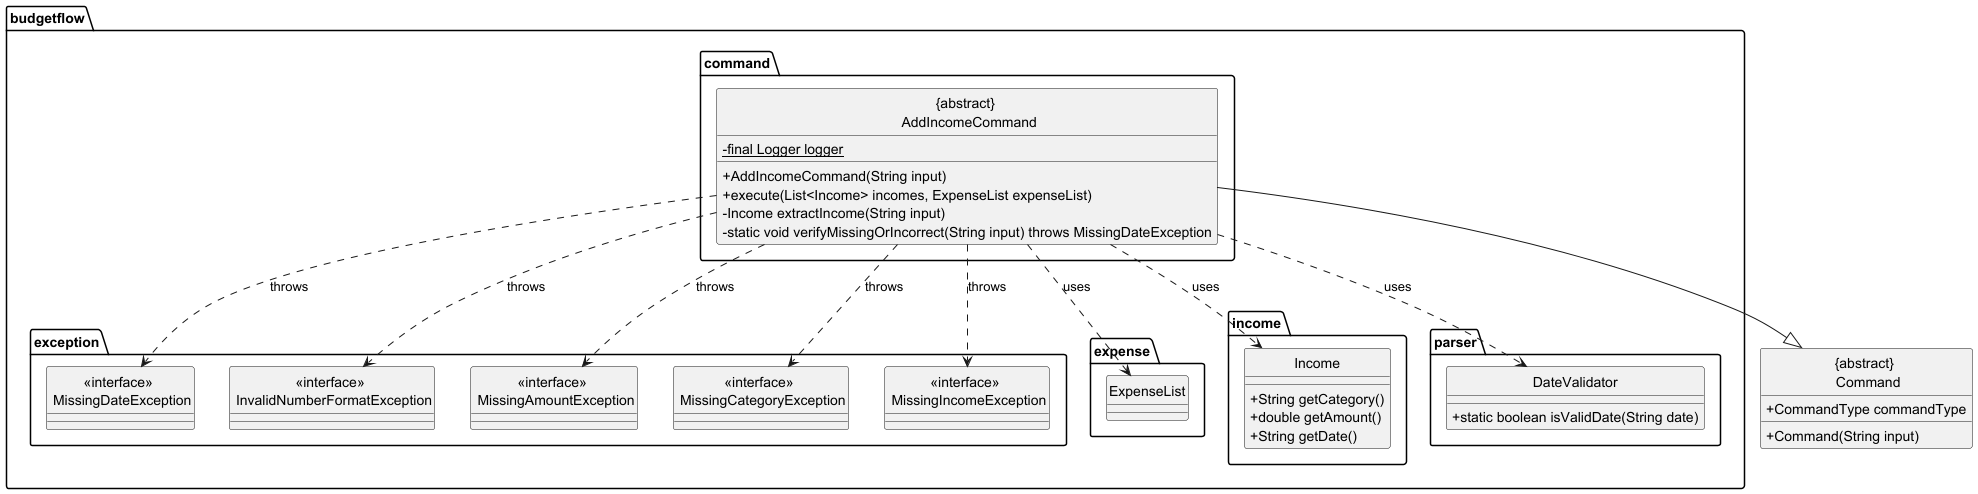 budgetflow
command
{abstract}
AddIncomeCommand
-final Logger logger
+AddIncomeCommand(String input)
+execute(List<Income> incomes, ExpenseList expenseList)
-Income extractIncome(String input)
-static void verifyMissingOrIncorrect(String input) throws MissingDateException
throws
throws
throws
throws
throws
uses
uses
uses
exception
«interface»
MissingDateException
«interface»
InvalidNumberFormatException
«interface»
MissingAmountException
«interface»
MissingCategoryException
«interface»
MissingIncomeException
expense
ExpenseList
income
Income
+String getCategory()
+double getAmount()
+String getDate()
parser
DateValidator
+static boolean isValidDate(String date)
{abstract}
Command
+CommandType commandType
+Command(String input)